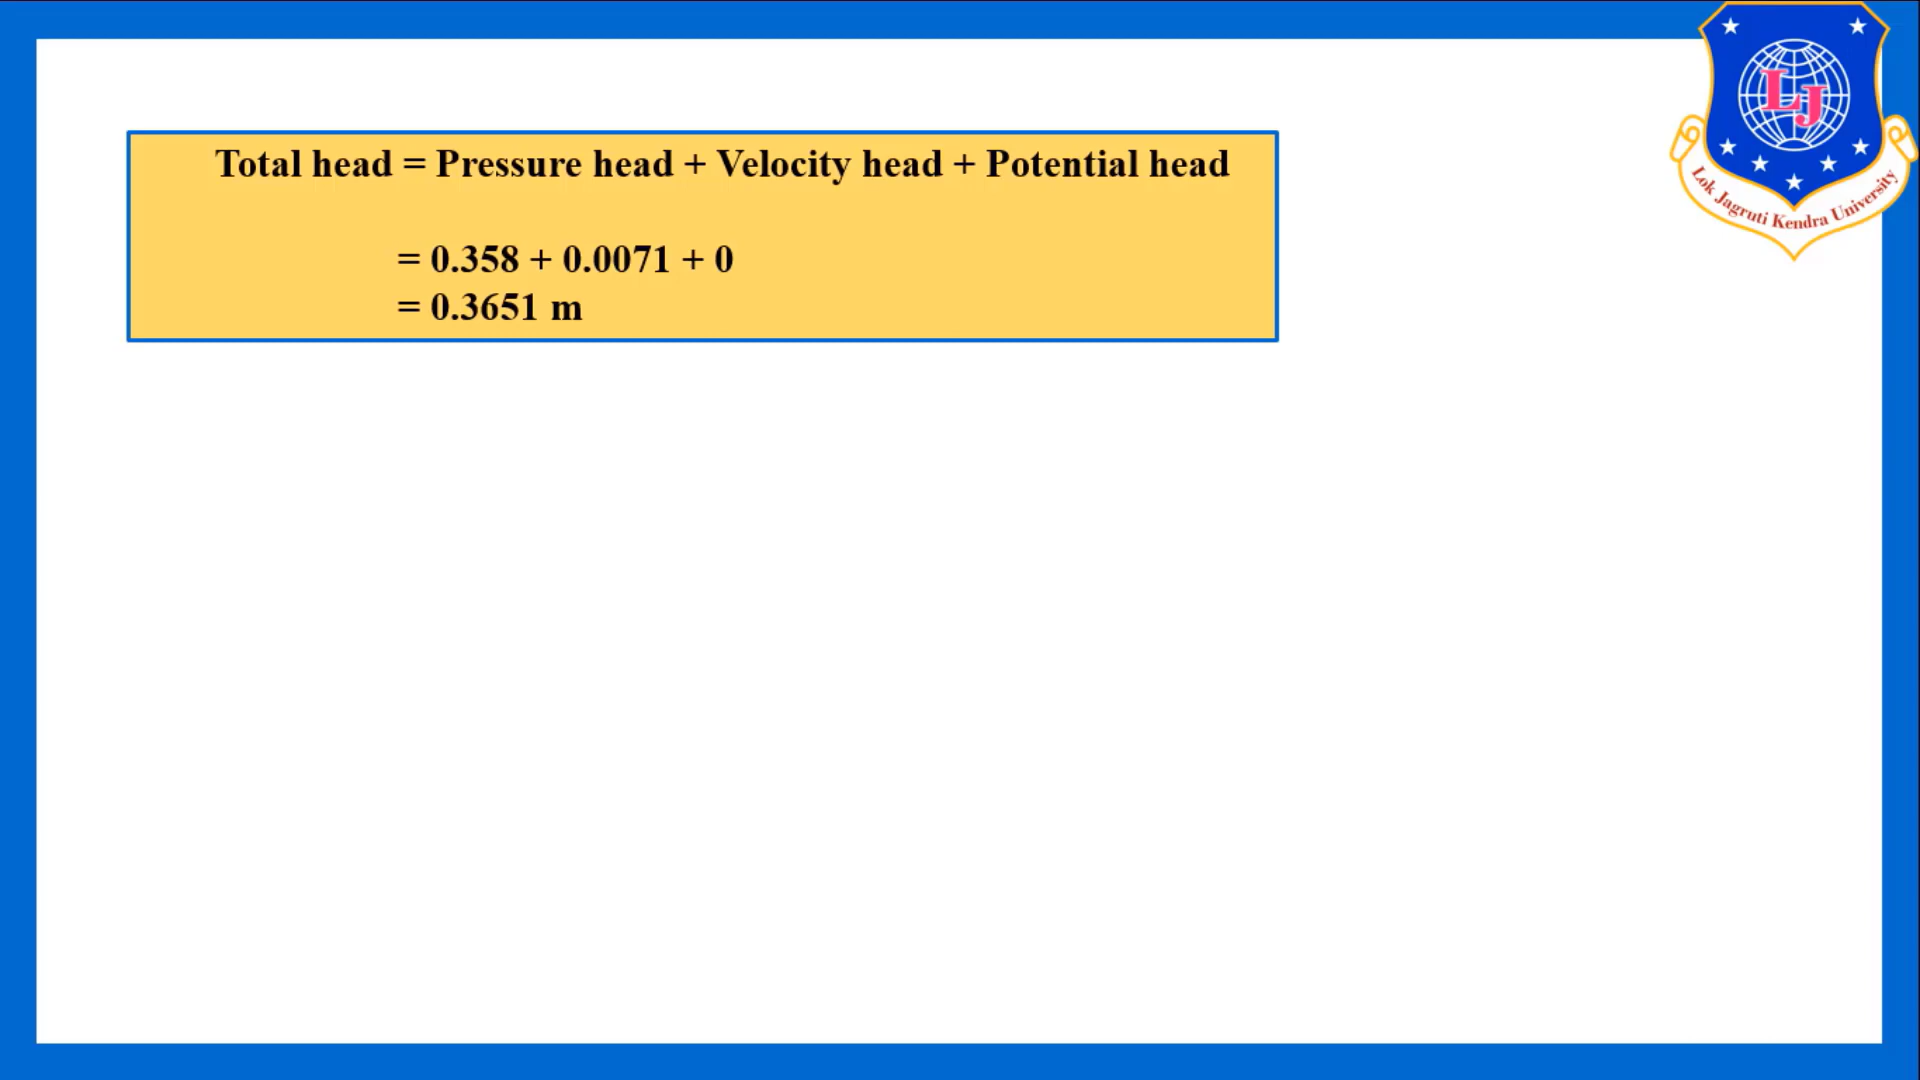 Total head = Pressure head + Velocity head + Potential head
= 0.358 + 0.0071 + 0
= 0.3651 m
LJ
Lok Jagruti Kendra University